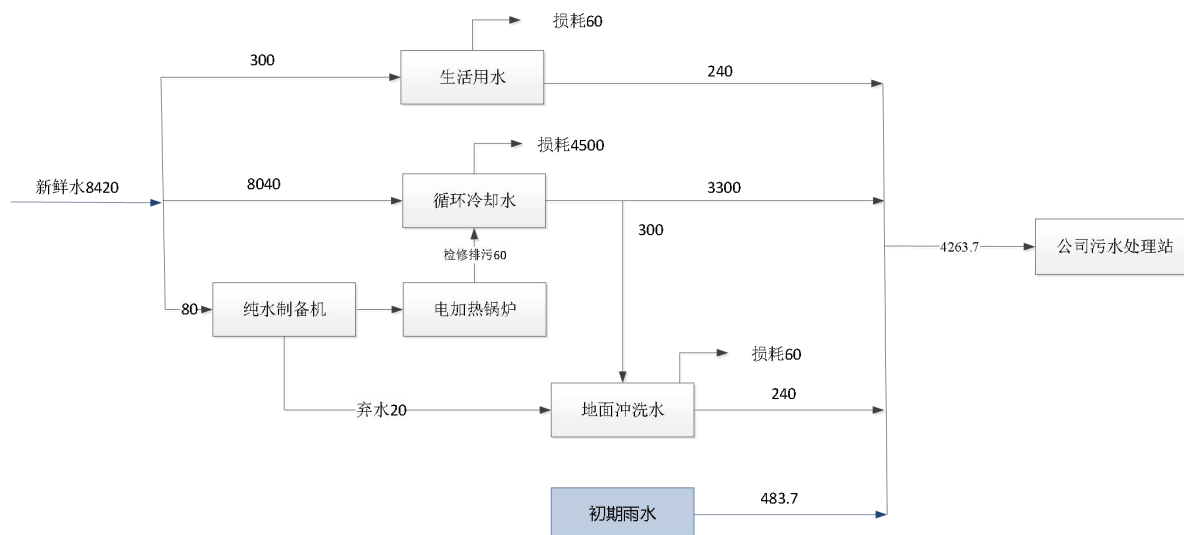 损耗60
300
生活用水
240
损耗4500
新鲜水8420
8040
循环冷却水
3300
300
检修排污60
4263.7
公司污水处理站
80
纯水制备机
电加热锅炉
损耗60
弃水20
地面冲洗水
240
初期雨水
483.7